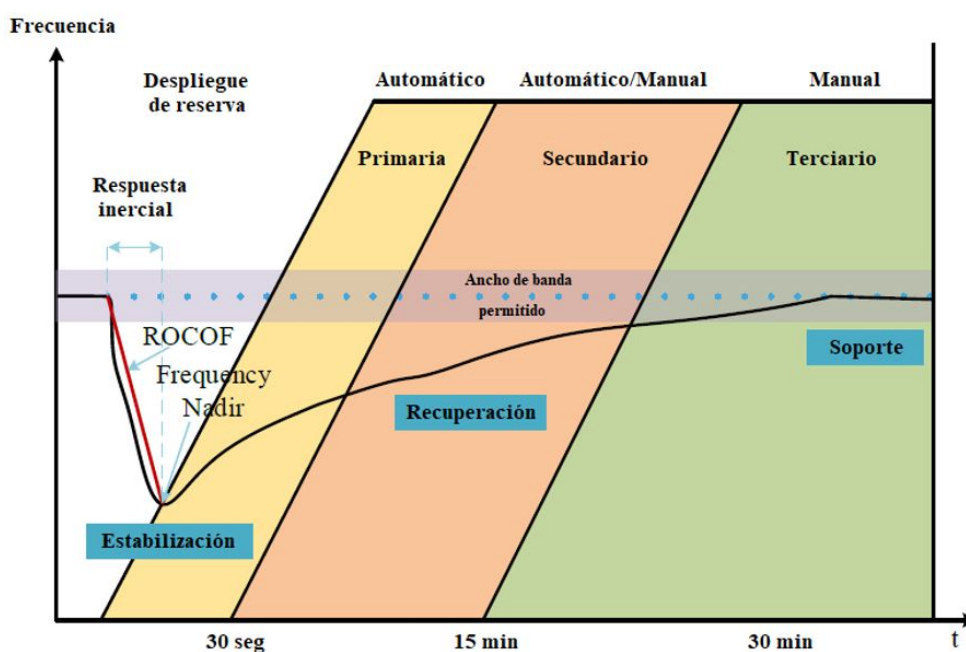 Frecuencia
Despliegue
de reserva
Automático
Automático/Manual
Manual
Primaria
Secundario
Terciario
Respuesta
inercial
Ancho de banda
permitido
ROCOF
Frequency
Nadir
Soporte
Recuperación
Estabilización
30 seg
15 min
30 min
t